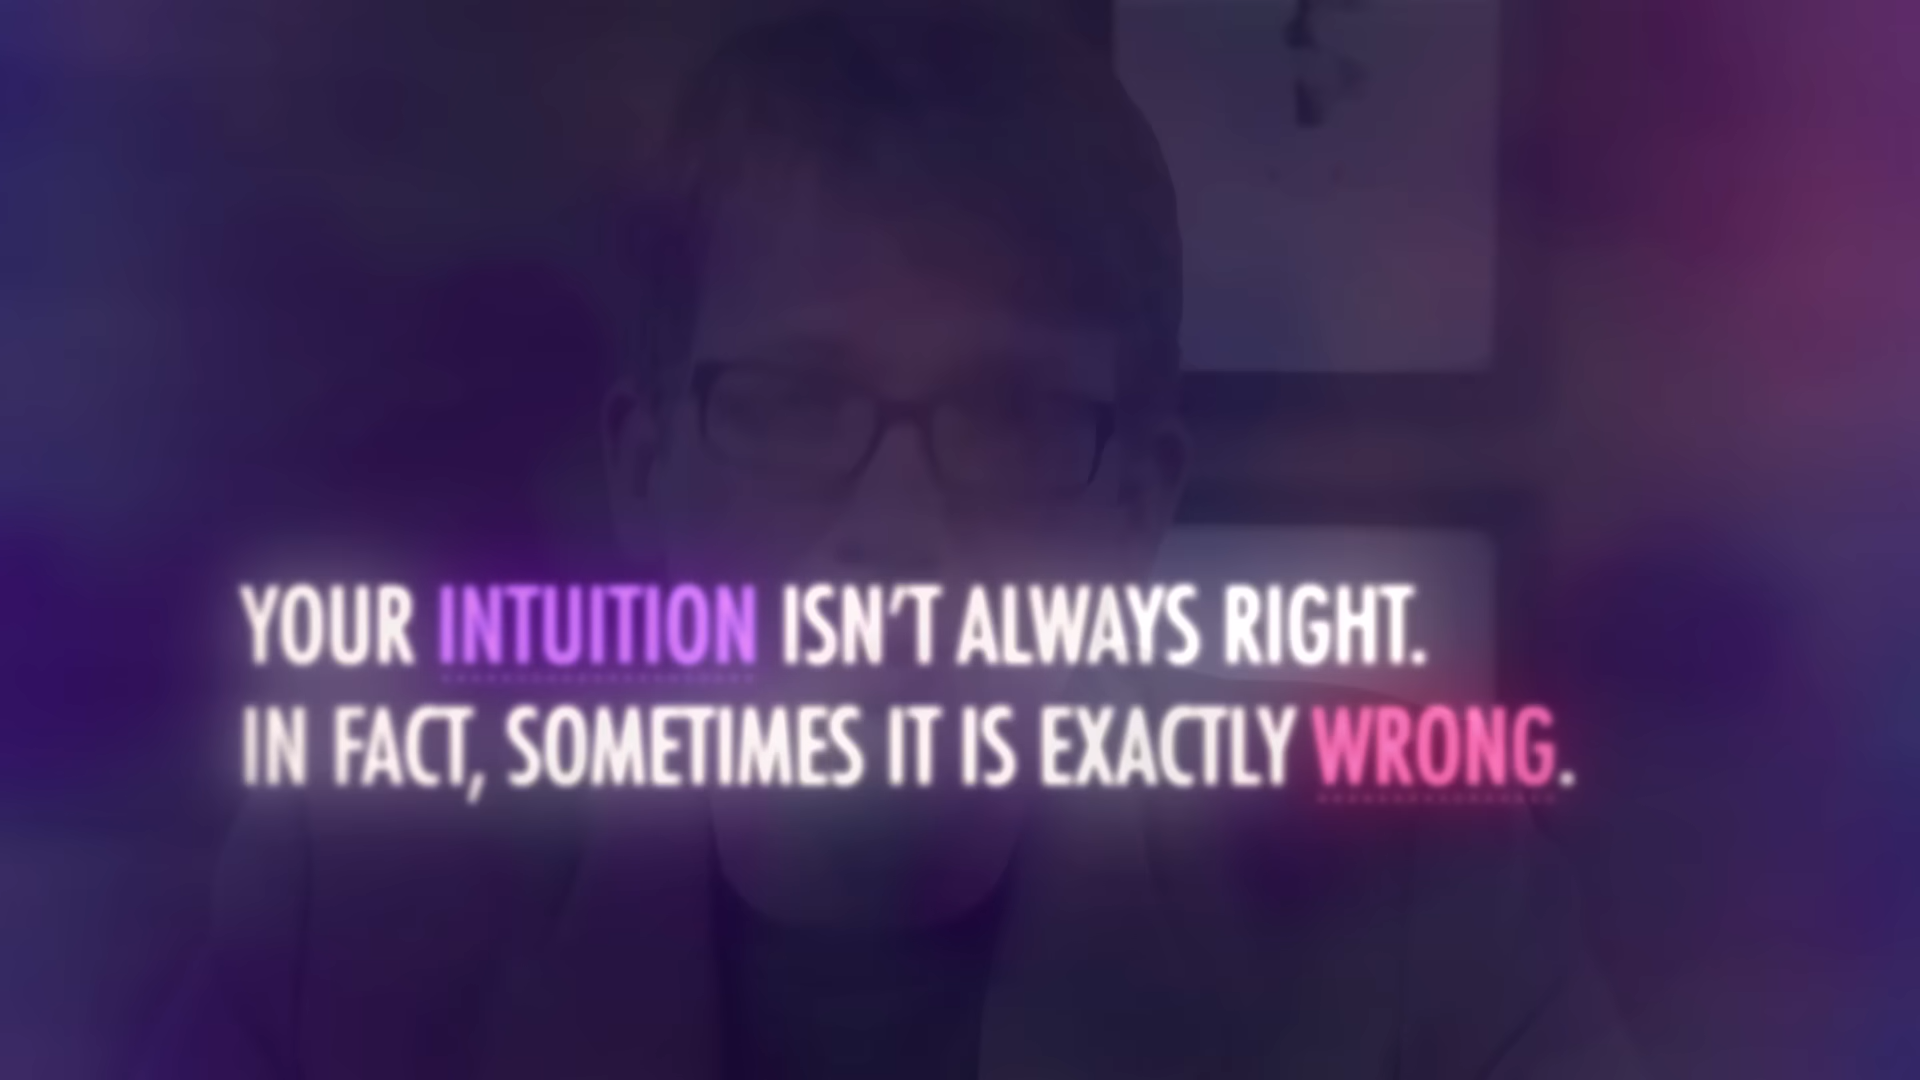 YOUR INTUITION ISN'T ALWAYS RIGHT.
IN FACT, SOMETIMES IT IS EXACTLY WRONG.